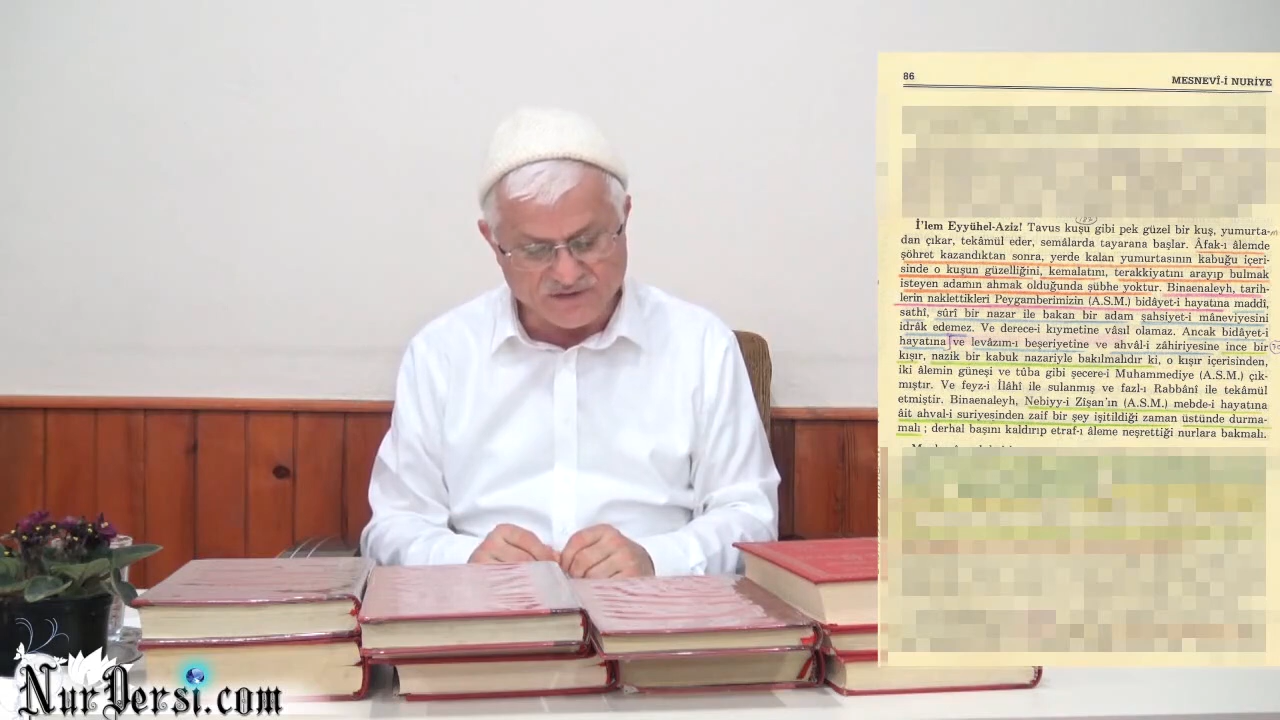 86
MESNEVÎ-İ NURİYE
İ'lem Eyyühel-Aziz! Tavus kuşu gibi pek güzel bir kuş, yumurta-
dan çıkar, tekâmül eder, semâlarda tayarana başlar. Âfak-ı âlemde
şöhret kazandıktan sonra, yerde kalan yumurtasının kabuğu içeri-
sinde o kuşun güzelliğini, kemalatını, terakkiyatını arayıp bulmak
isteyen adamın ahmak olduğunda şübhe yoktur. Binaenaleyh, tarih-
lerin naklettikleri Peygamberimizin (A.S.M.) bidâyet-i hayatına maddî,
sathî, sûrî bir nazar ile bakan bir adam şahsiyet-i mâneviyesini
idrâk edemez. Ve derece-i kıymetine vâsıl olamaz. Ancak bidâyet-i
hayatına ve levâzım-ı beşeriyetine ve ahvâl-i zâhiriyesine ince bir
kışır, nazik bir kabuk nazariyle bakılmalıdır ki, o kışır içerisinden,
iki âlemin güneşi ve tûba gibi şecere-i Muhammediye (A.S.M.) çık-
mıştır. Ve feyz-i İlâhî ile sulanmış ve fazl-ı Rabbânî ile tekâmül
etmiştir. Binaenaleyh, Nebiyy-i Zîşan'ın (A.S.M.) mebde-i hayatına
âit ahval-i suriyesinden zaif bir şey işitildiği zaman üstünde durma-
malı ; derhal başını kaldırıp etraf-ı âleme neşrettiği nurlara bakmalı.
NurDersi.com